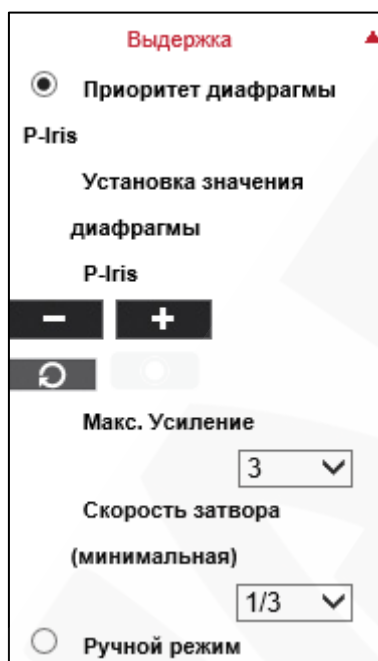 Выдержка
Приоритет диафрагмы
P-Iris
Установка значения
диафрагмы
P-Iris
− +
Макс. Усиление
3
Скорость затвора
(минимальная)
1/3
Ручной режим